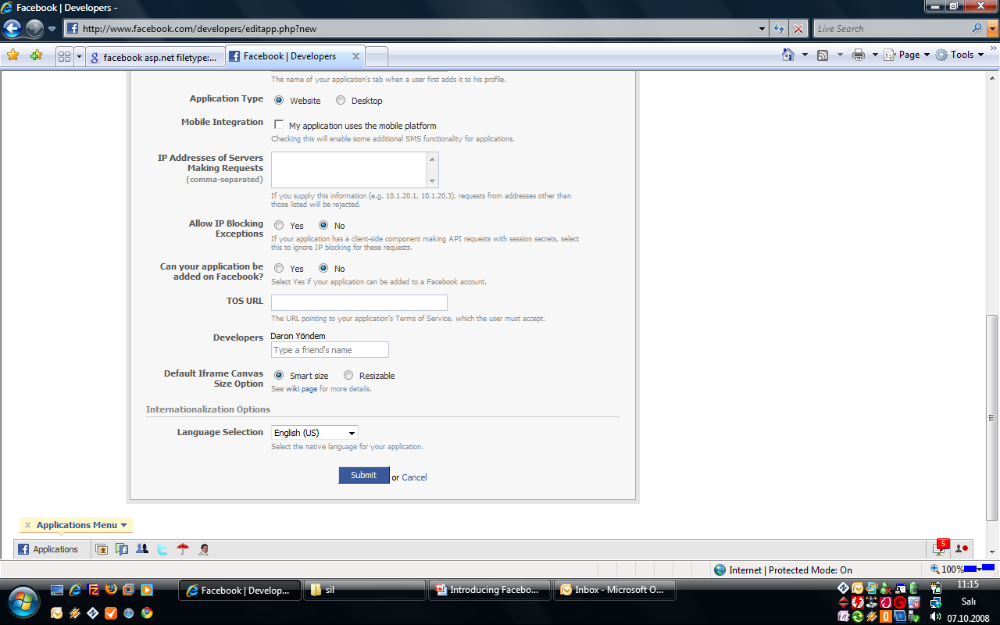 Facebook | Developers -
http://www.facebook.com/developers/editapp.php?new
Live Search
facebook asp.net filetype:...
Facebook | Developers
Page
Tools
The name of your application's tab when a user first adds it to his profile.
Application Type
Website
Desktop
Mobile Integration
My application uses the mobile platform
Checking this will enable some additional SMS functionality for applications.
IP Addresses of Servers
Making Requests
(comma-separated)
If you supply this information (e.g. 10.1.20.1, 10.1.20.3), requests from addresses other than
those listed will be rejected.
Allow IP Blocking
Exceptions
Yes
No
If your application has a client-side component making API requests with session secrets, select
this to ignore IP blocking for these requests.
Can your application be
added on Facebook?
Yes
No
Select Yes if your application can be added to a Facebook account.
TOS URL
The URL pointing to your application's Terms of Service, which the user must accept.
Developers
Daron Yöndem
Type a friend's name
Default Iframe Canvas
Size Option
Smart size
Resizable
See wiki page for more details.
Internationalization Options
Language Selection
English (US)
Select the native language for your application.
Submit or Cancel
x Applications Menu
Applications
5
Internet | Protected Mode: On
100%
Facebook | Develop...
sil
Introducing Facebo...
Inbox - Microsoft O...
11:15
Salı
07.10.2008